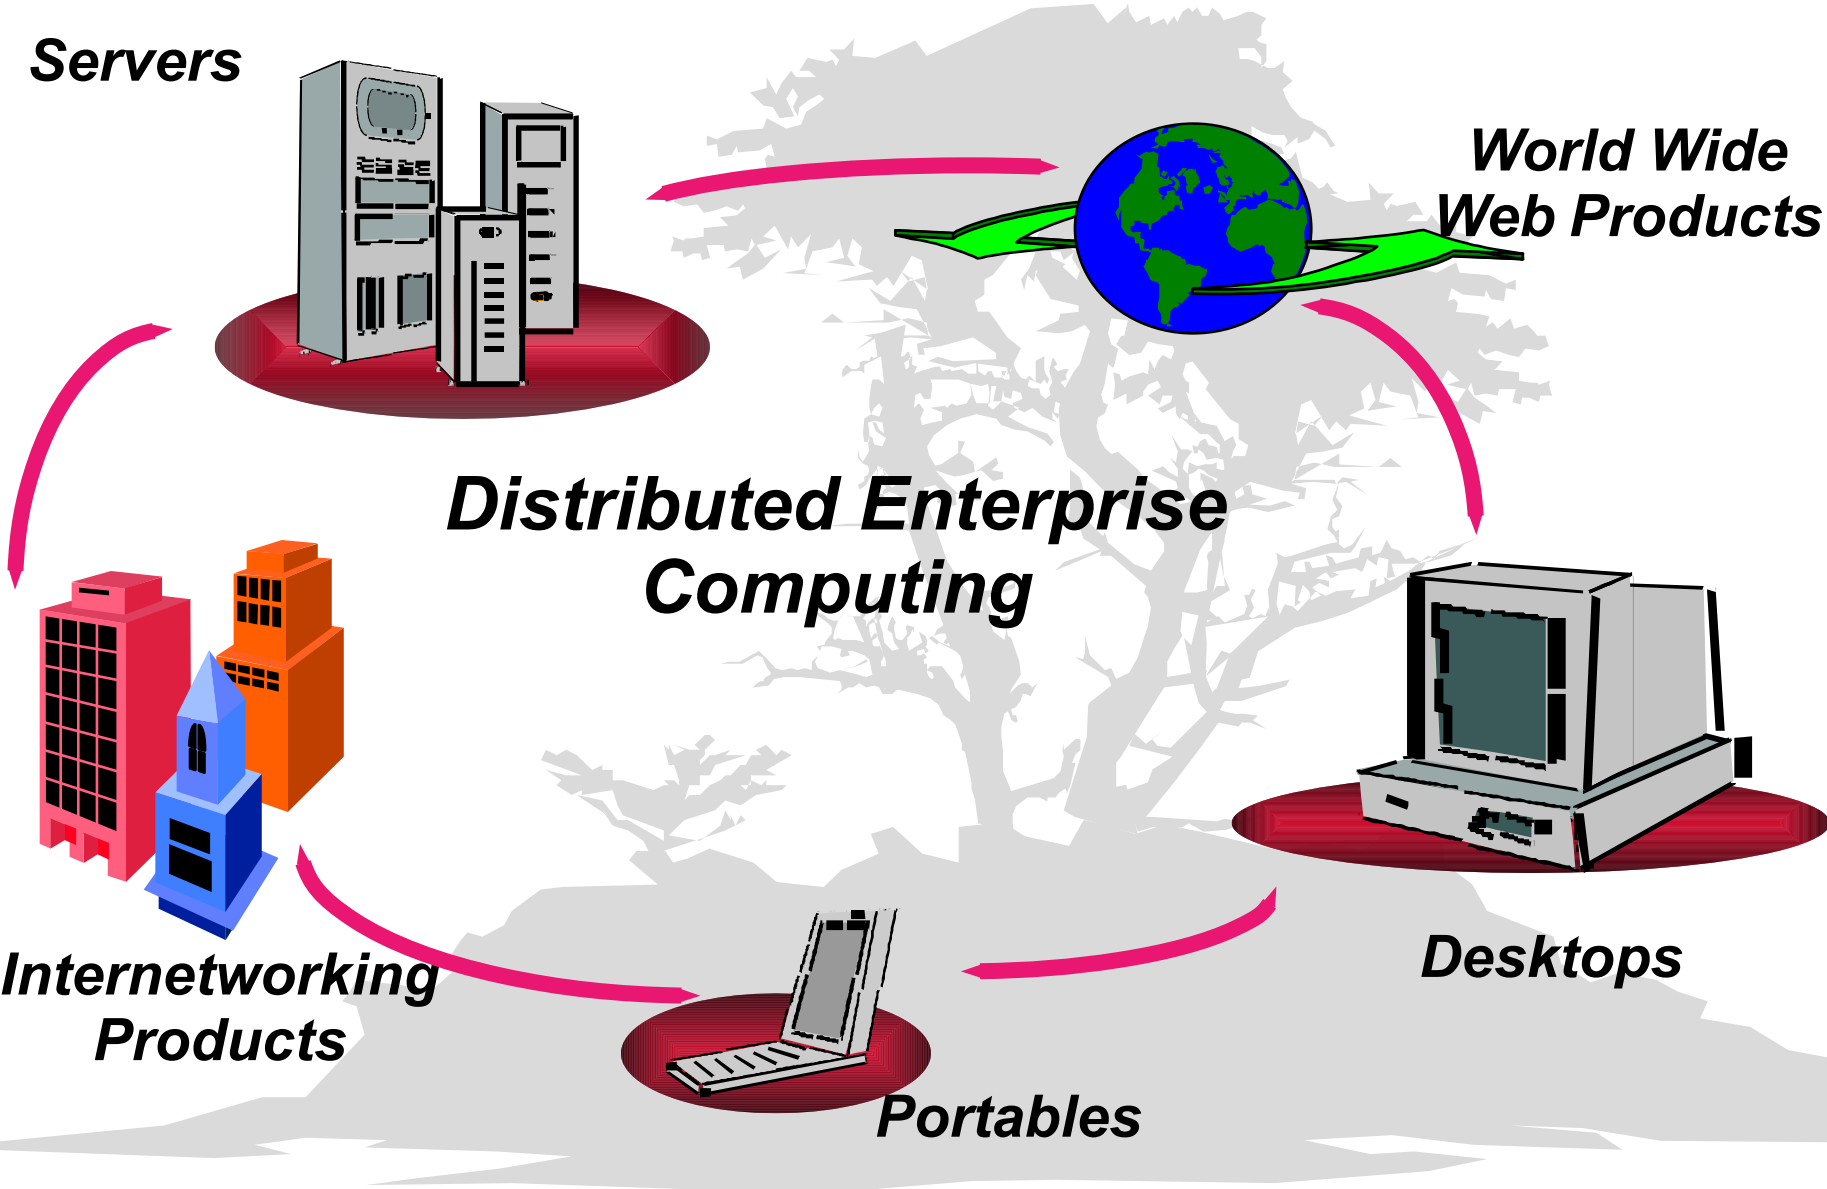 Servers
World Wide
Web Products
Distributed Enterprise
Computing
Internetworking
Products
Desktops
Portables